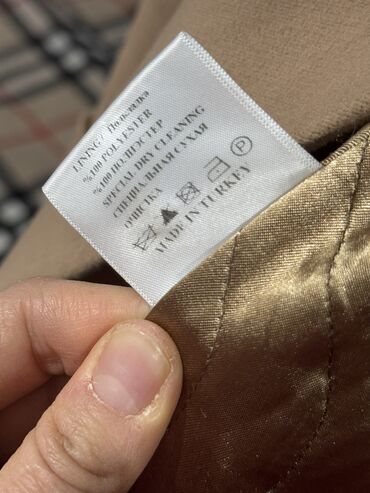 LINING / Подкладка
%100 POLYESTER
%100 ПОЛИЭСТЕР
SPECIAL DRY CLEANING
СПЕЦИАЛЬНАЯ СУХАЯ
ОЧИСТКА
P
MADE IN TURKEY